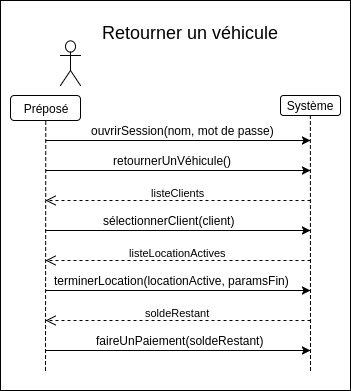 Retourner un véhicule
Préposé
Système
ouvrirSession(nom, mot de passe)
retournerUnVéhicule()
listeClients
sélectionnerClient(client)
listeLocationActives
terminerLocation(locationActive, paramsFin)
soldeRestant
faireUnPaiement(soldeRestant)